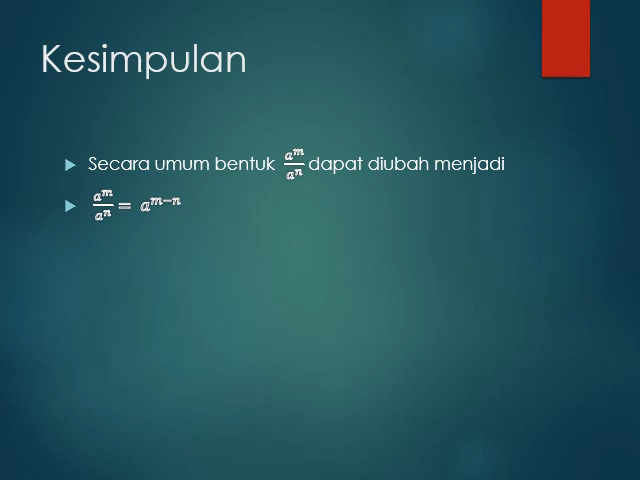 Kesimpulan
Secara umum bentuk a^m/a^n dapat diubah menjadi
a^m/a^n = a^{m−n}